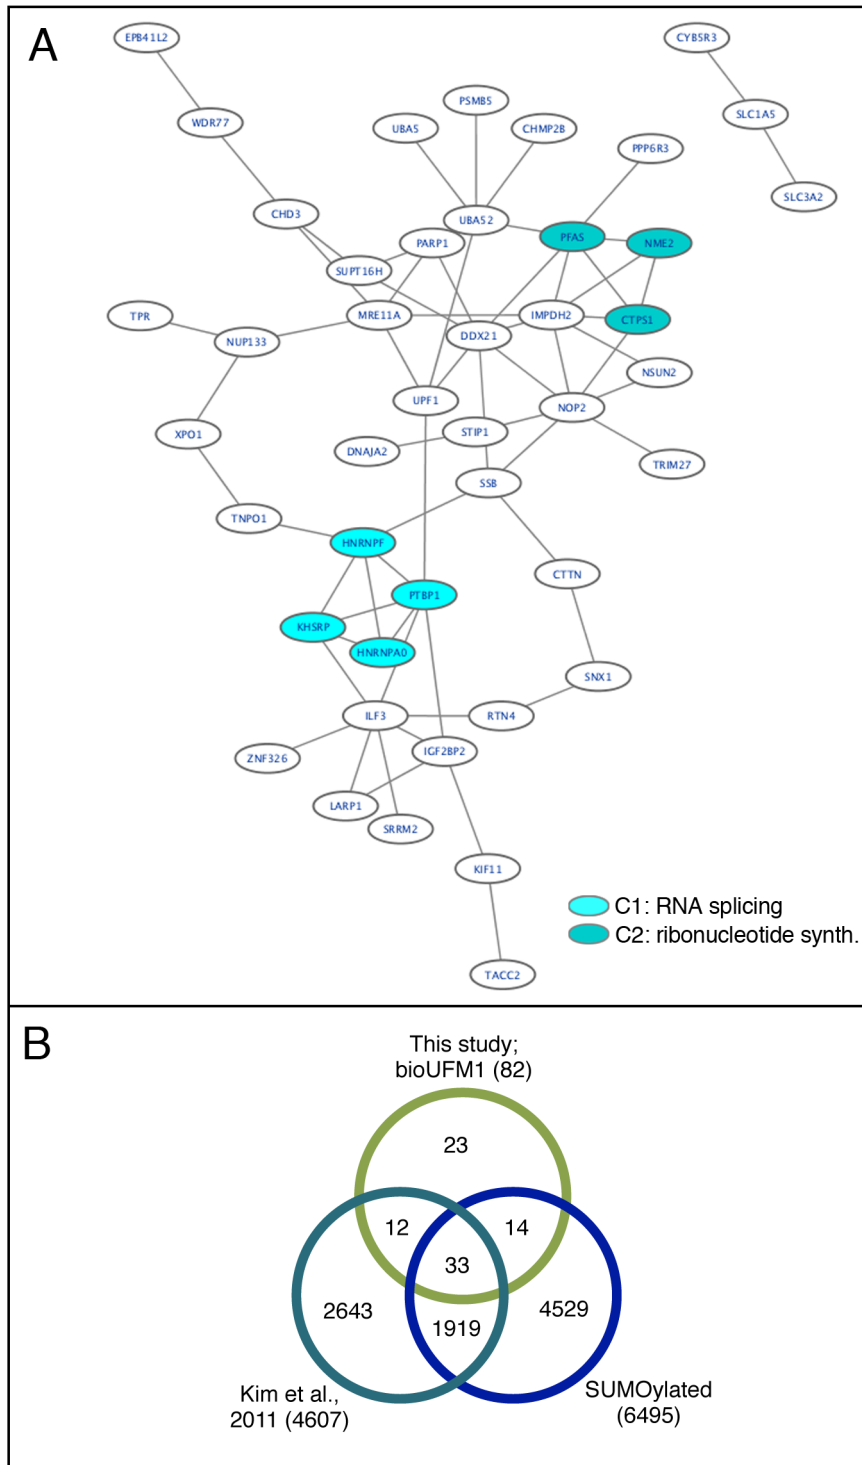 A
EPB41L2
CYB5R3
PSMB5
SLC1A5
WDR77
UBA5
CHMP2B
PPP6R3
SLC3A2
CHD3
UBA52
PFAS
NME2
PARP1
SUPT16H
TPR
MRE11A
IMPDH2
CTPS1
DDX21
NUP133
NSUN2
UPF1
NOP2
XPO1
STIP1
DNAJA2
TRIM27
SSB
TNPO1
HNRNPF
CTTN
PTBP1
KHSRP
HNRNPA0
SNX1
ILF3
RTN4
IGF2BP2
ZNF326
LARP1
SRRM2
KIF11
C1: RNA splicing
C2: ribonucleotide synth.
TACC2
B
This study;
bioUFM1 (82)
23
12
14
33
2643
4529
1919
Kim et al.,
2011 (4607)
SUMOylated
(6495)